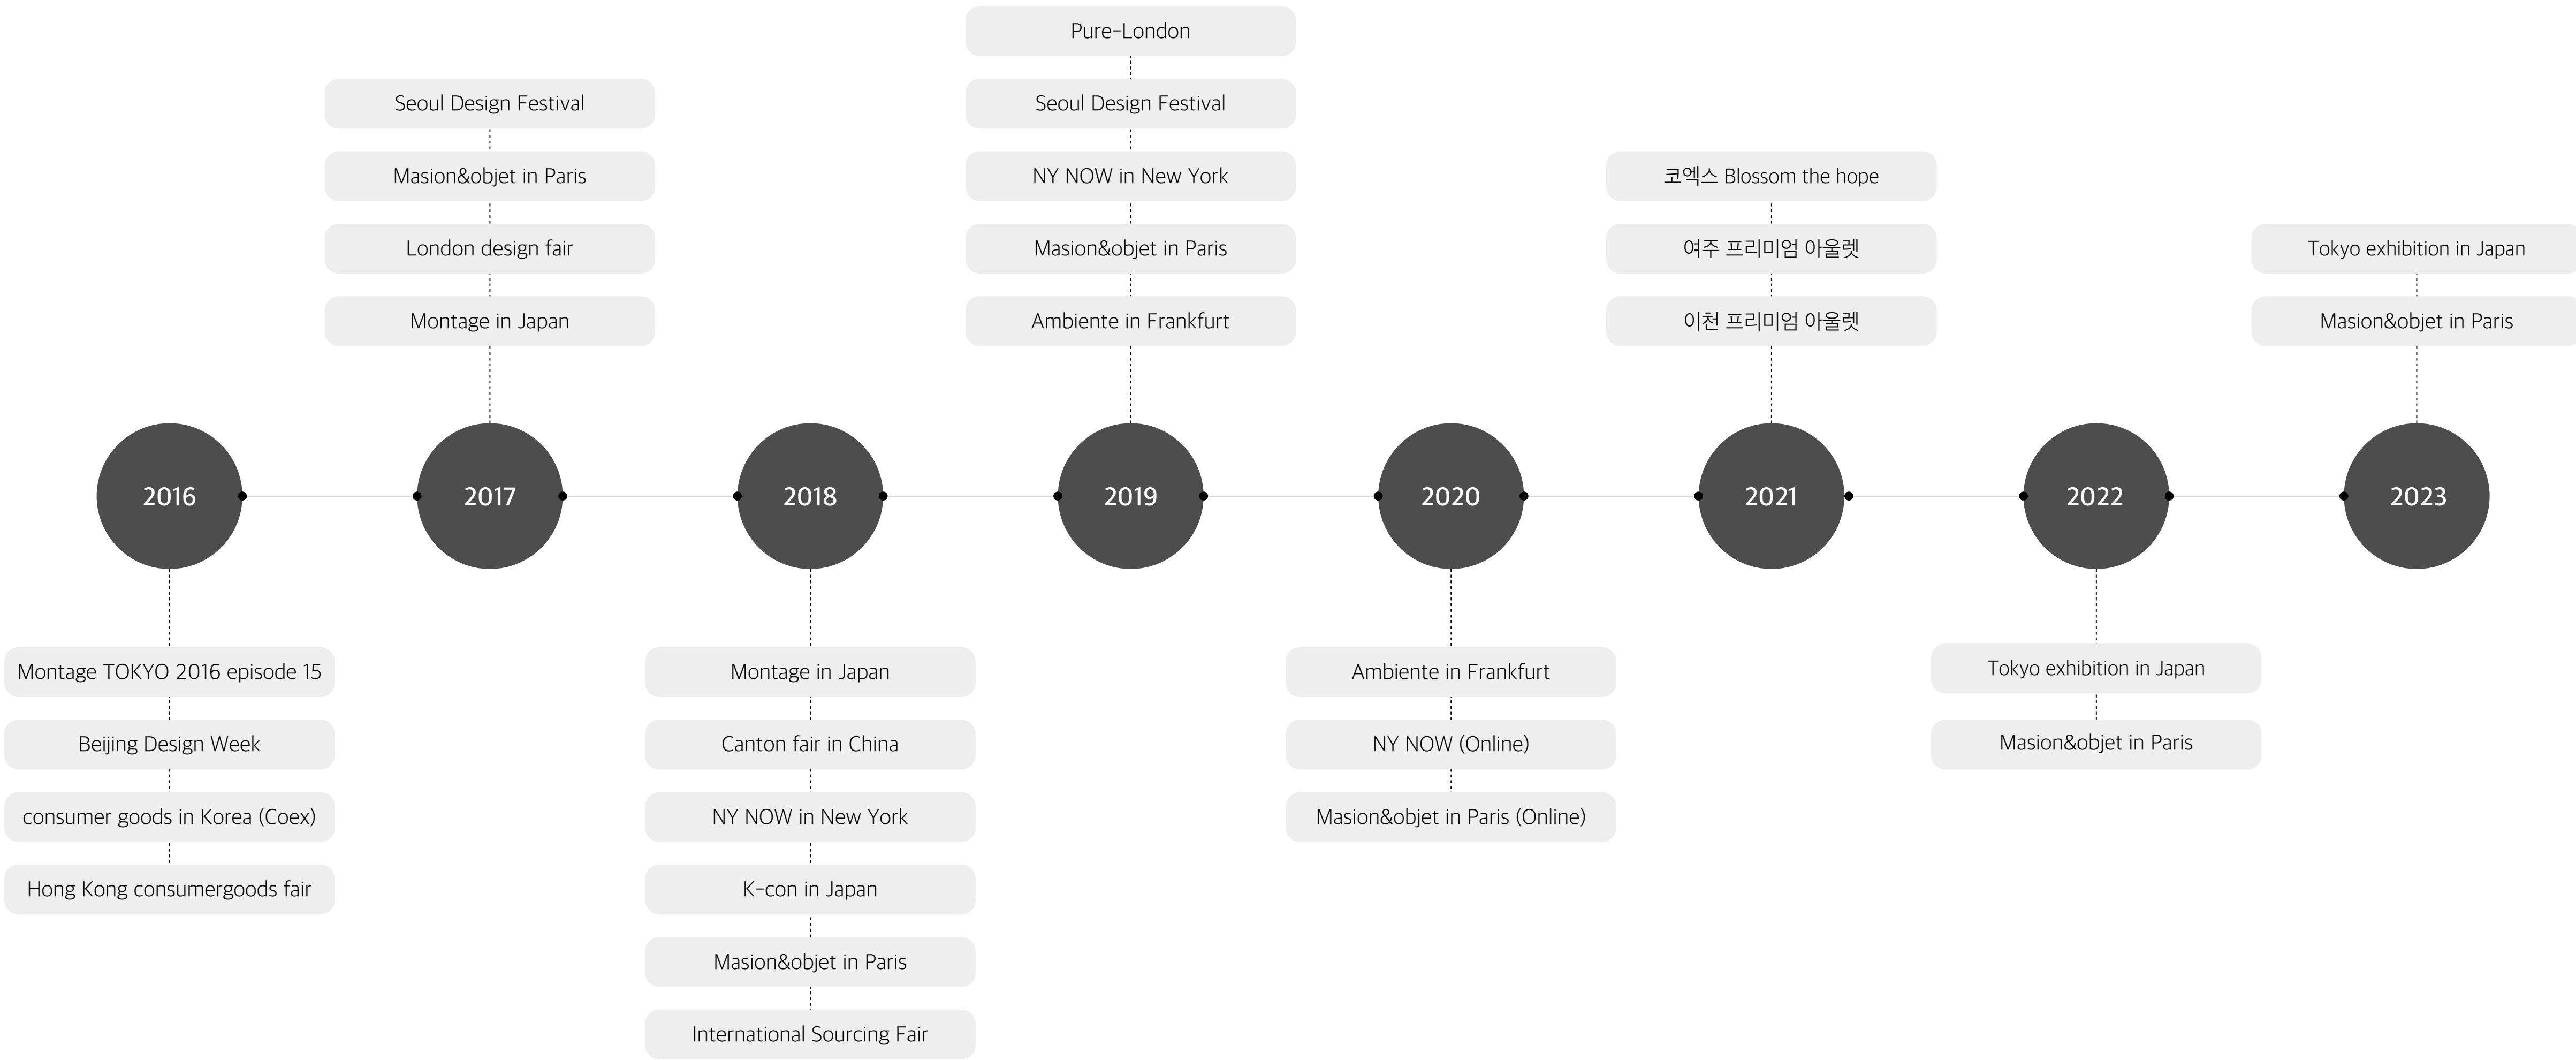 Pure-London
Seoul Design Festival
Seoul Design Festival
Masion&objet in Paris
NY NOW in New York
코엑스 Blossom the hope
London design fair
Masion&objet in Paris
여주 프리미엄 아울렛
Tokyo exhibition in Japan
Montage in Japan
Ambiente in Frankfurt
이천 프리미엄 아울렛
Masion&objet in Paris
2016
2017
2018
2019
2020
2021
2022
2023
Montage TOKYO 2016 episode 15
Montage in Japan
Ambiente in Frankfurt
Tokyo exhibition in Japan
Beijing Design Week
Canton fair in China
NY NOW (Online)
Masion&objet in Paris
consumer goods in Korea (Coex)
NY NOW in New York
Masion&objet in Paris (Online)
Hong Kong consumergoods fair
K-con in Japan
Masion&objet in Paris
International Sourcing Fair